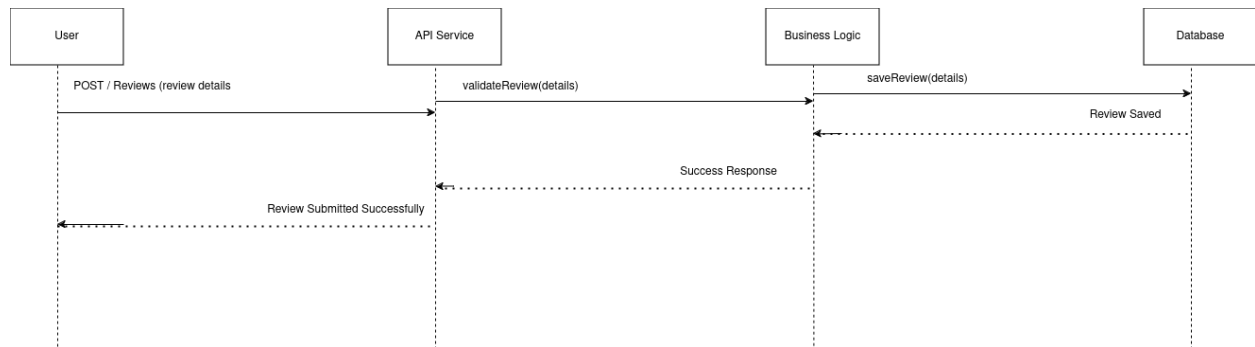 User
API Service
Business Logic
Database
POST / Reviews (review details
validateReview(details)
saveReview(details)
Review Saved
Success Response
Review Submitted Successfully